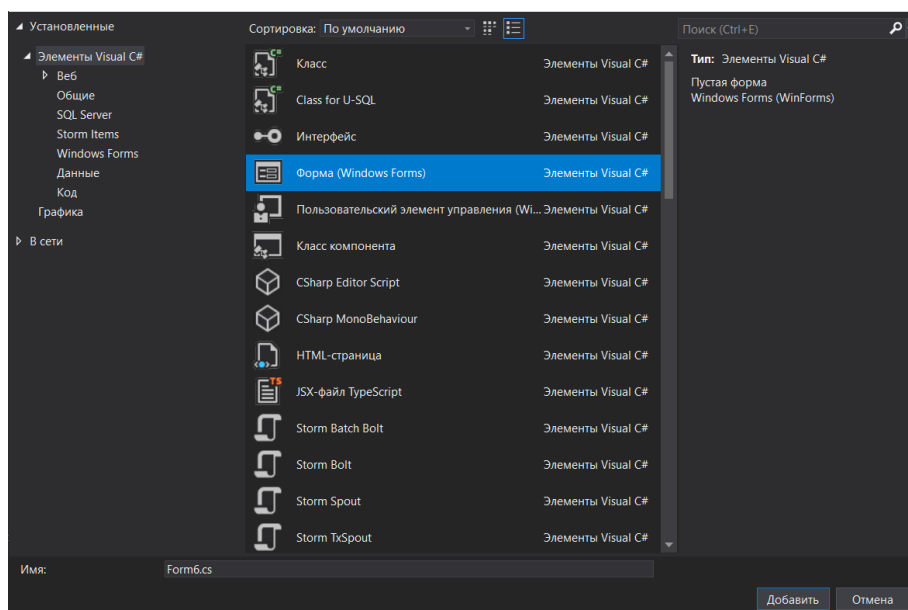 Установленные
Элементы Visual C#
Веб
Общие
SQL Server
Storm Items
Windows Forms
Данные
Код
Графика
В сети
Сортировка: По умолчанию
Класс Элементы Visual C#
Class for U-SQL Элементы Visual C#
Интерфейс Элементы Visual C#
Форма (Windows Forms) Элементы Visual C#
Пользовательский элемент управления (Wi... Элементы Visual C#
Класс компонента Элементы Visual C#
CSharp Editor Script Элементы Visual C#
CSharp MonoBehaviour Элементы Visual C#
HTML-страница Элементы Visual C#
JSX-файл TypeScript Элементы Visual C#
Storm Batch Bolt Элементы Visual C#
Storm Bolt Элементы Visual C#
Storm Spout Элементы Visual C#
Storm TxSpout Элементы Visual C#
Поиск (Ctrl+E)
Тип: Элементы Visual C#
Пустая форма
Windows Forms (WinForms)
Имя: Form6.cs
Добавить Отмена